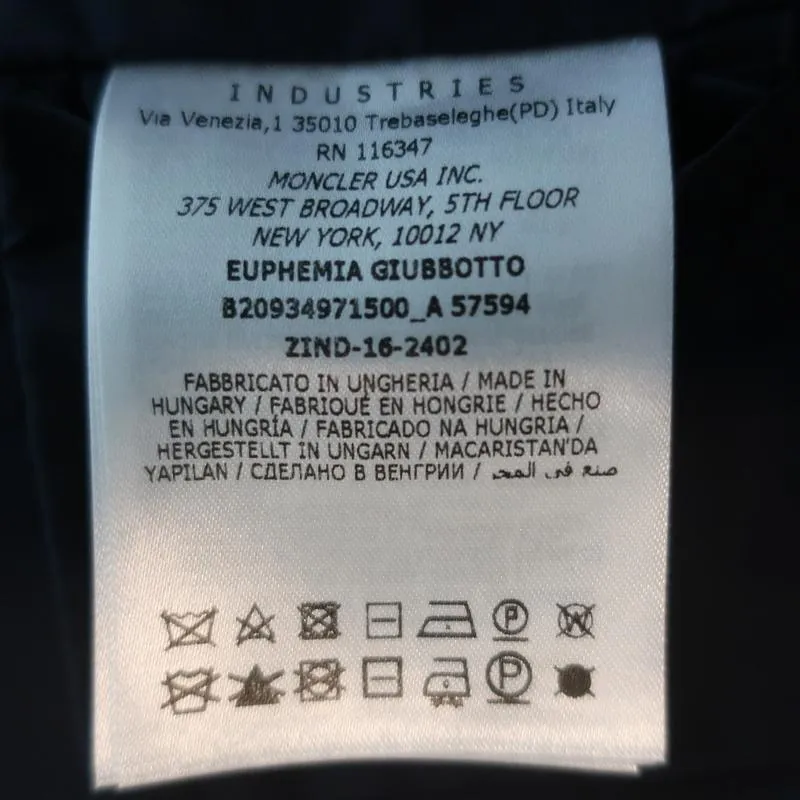 INDUSTRIES
Via Venezia,1 35010 Trebaseleghe(PD) Italy
RN 116347
MONCLER USA INC.
375 WEST BROADWAY, 5TH FLOOR
NEW YORK, 10012 NY
EUPHEMIA GIUBBOTTO
B20934971500_A 57594
ZIND-16-2402
FABBRICATO IN UNGHERIA / MADE IN
HUNGARY / FABRIQUÉ EN HONGRIE / HECHO
EN HUNGRÍA / FABRICADO NA HUNGRIA /
HERGESTELLT IN UNGARN / MACARISTAN'DA
YAPILAN / СДЕЛАНО В ВЕНГРИИ / صنع في المجر
P W
P